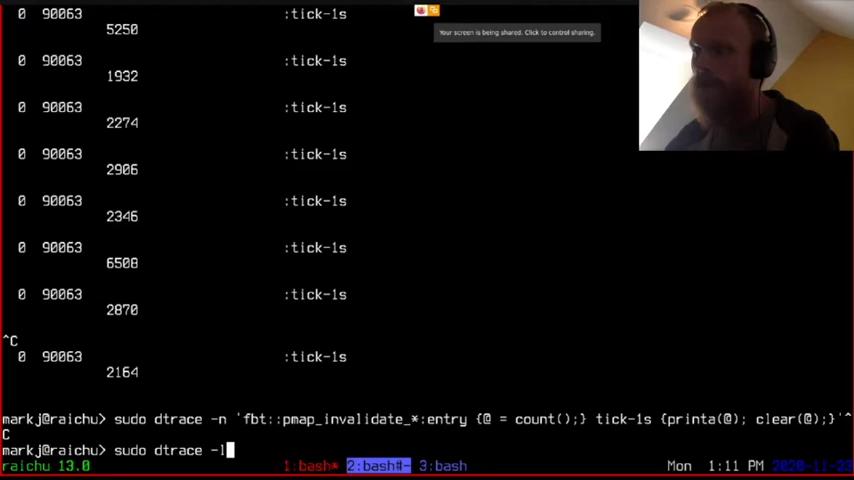 0 90063 :tick-1s
5250
Your screen is being shared. Click to control sharing.
0 90063 :tick-1s
1932
0 90063 :tick-1s
2274
0 90063 :tick-1s
2906
0 90063 :tick-1s
2346
0 90063 :tick-1s
6508
0 90063 :tick-1s
2870
^C
0 90063 :tick-1s
2164
markj@raichu> sudo dtrace -n 'fbt::pmap_invalidate_*:entry {@ = count();} tick-1s {printa(@); clear(@);}'^
C
markj@raichu> sudo dtrace -l
raichu 13.0 1:bash* 2:bash#- 3:bash Mon 1:11 PM 2020-11-23